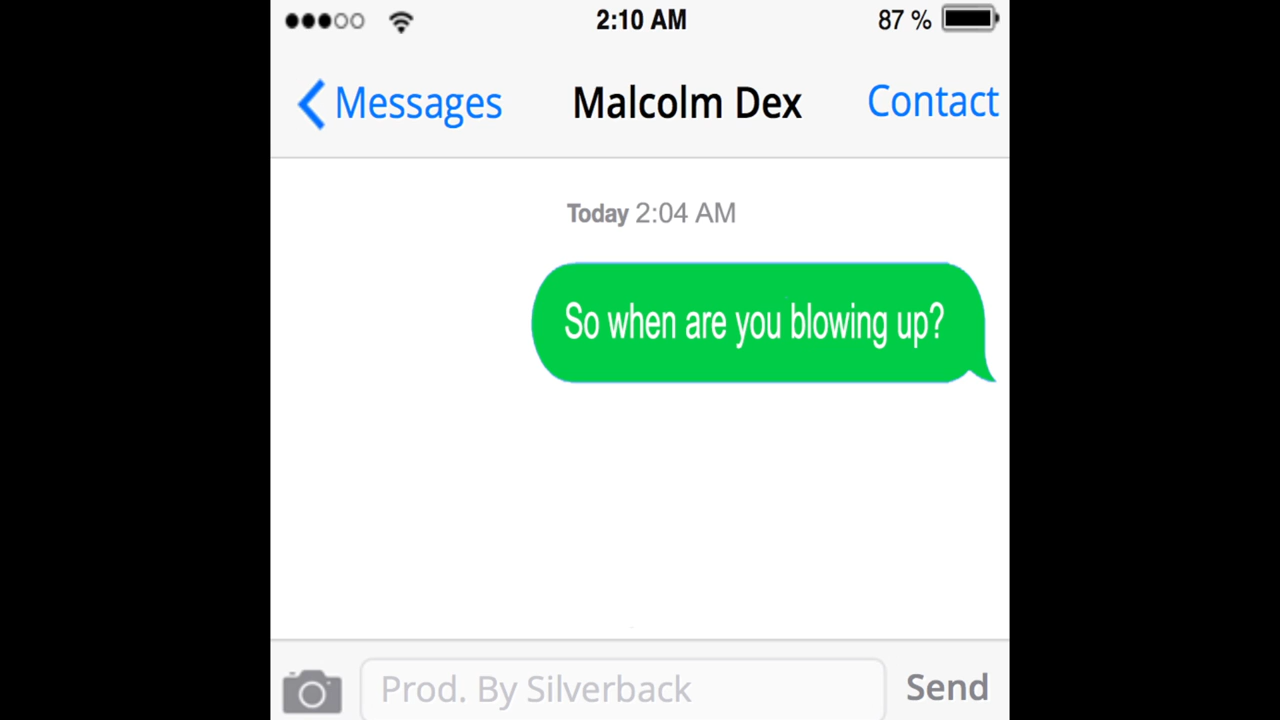 2:10 AM 87 %
Messages Malcolm Dex Contact
Today 2:04 AM
So when are you blowing up?
Prod. By Silverback Send